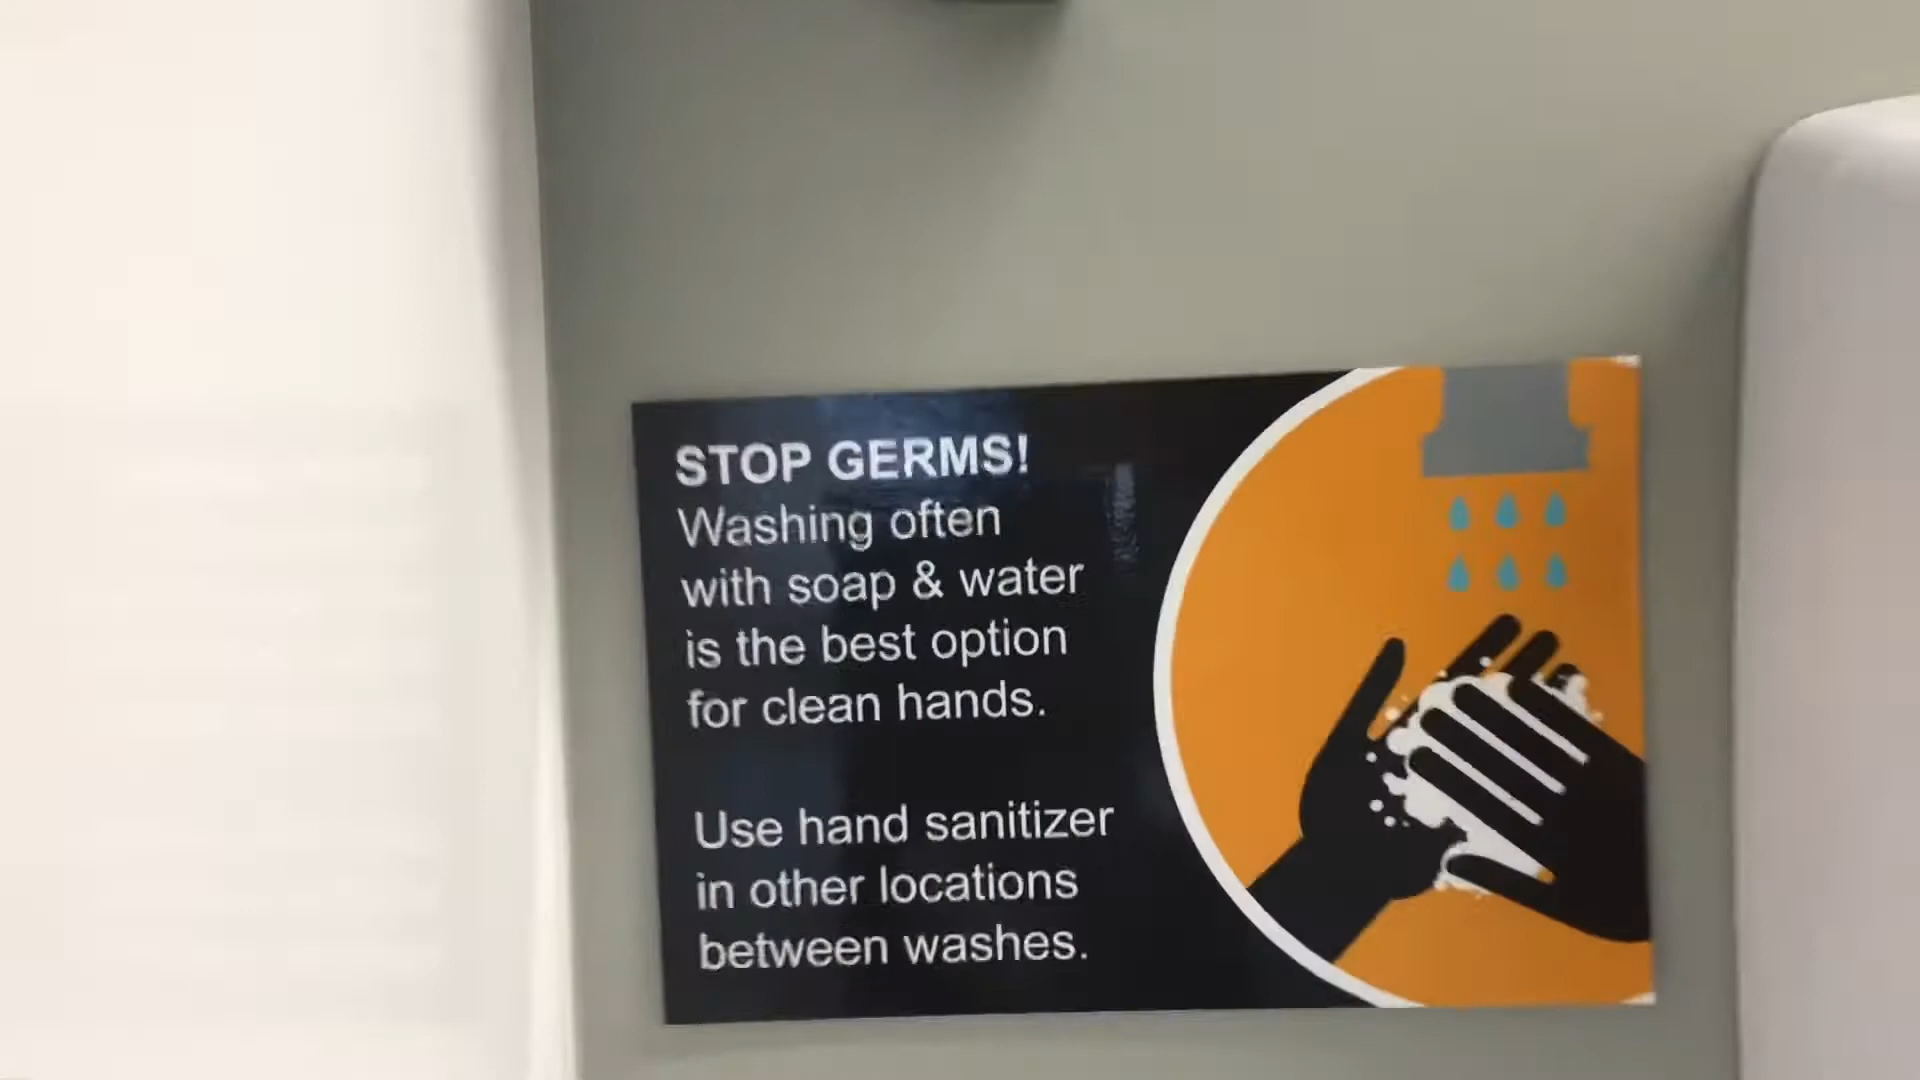 STOP GERMS!
Washing often
with soap & water
is the best option
for clean hands.
Use hand sanitizer
in other locations
between washes.